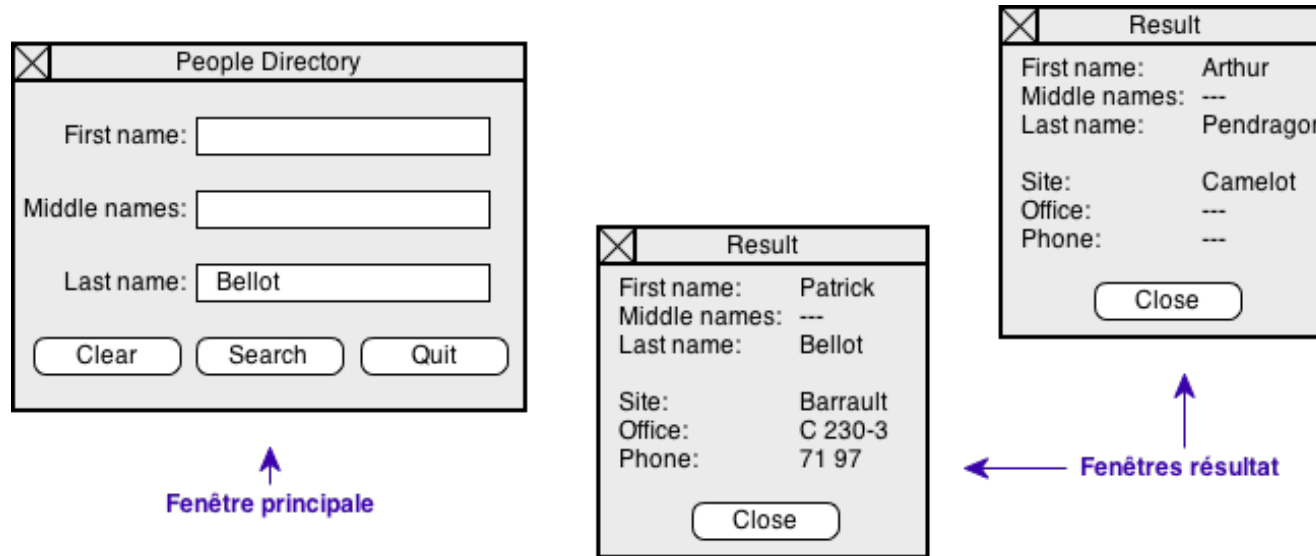 People Directory
First name:
Middle names:
Last name: Bellot
Clear Search Quit
Fenêtre principale
Result
First name: Patrick
Middle names: ---
Last name: Bellot
Site: Barrault
Office: C 230-3
Phone: 71 97
Close
Result
First name: Arthur
Middle names: ---
Last name: Pendragon
Site: Camelot
Office: ---
Phone: ---
Close
Fenêtres résultat